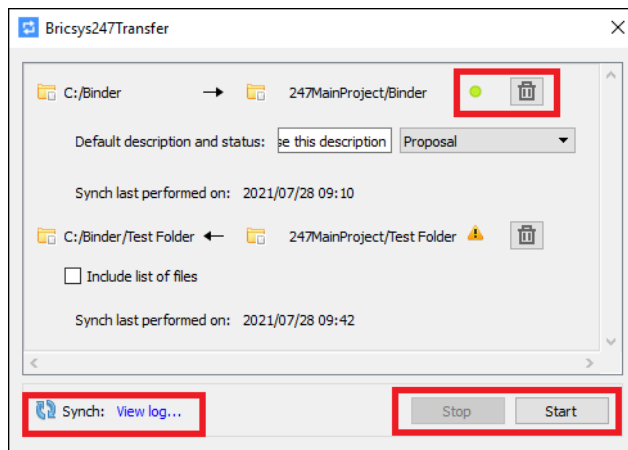 Bricsys247Transfer
C:/Binder → 247MainProject/Binder
Default description and status: se this description Proposal
Synch last performed on: 2021/07/28 09:10
C:/Binder/Test Folder ← 247MainProject/Test Folder
Include list of files
Synch last performed on: 2021/07/28 09:42
Synch: View log... Stop Start